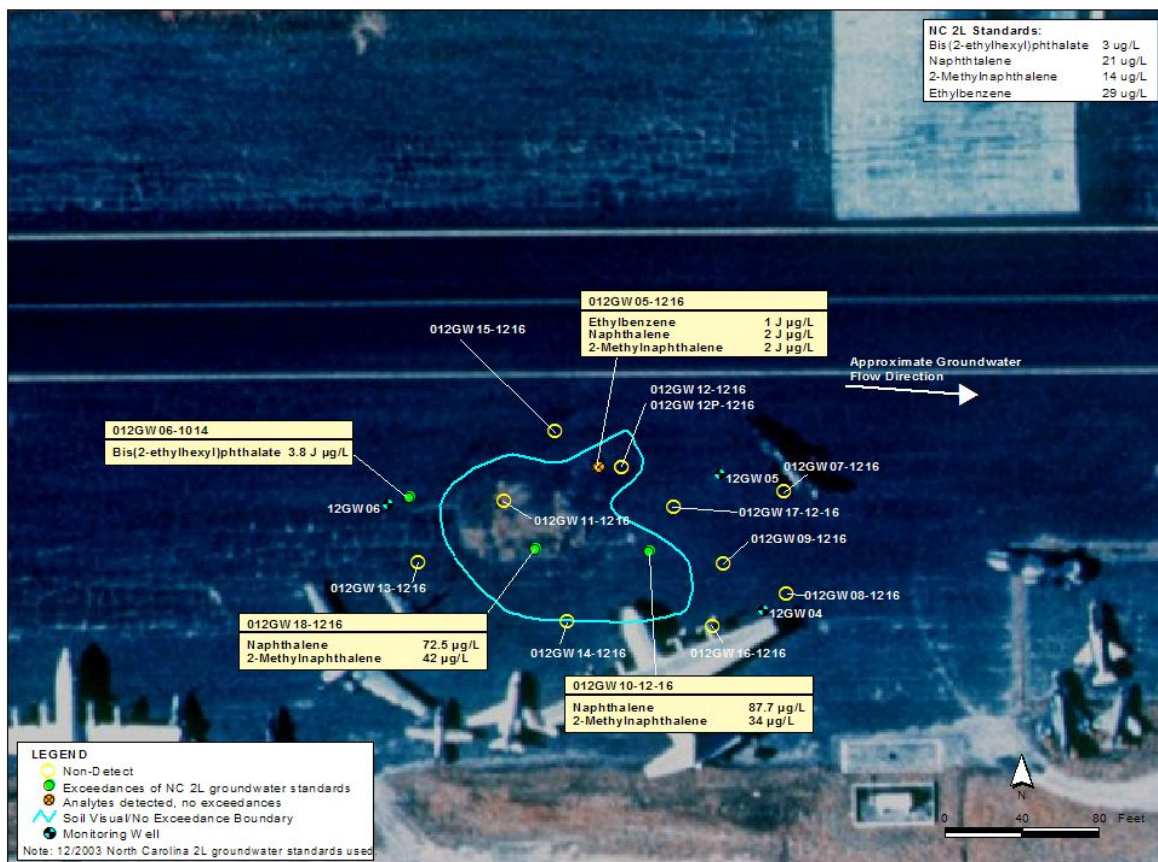 NC 2L Standards:
Bis(2-ethylhexyl)phthalate 3 ug/L
Naphthtalene 21 ug/L
2-Methylnaphthalene 14 ug/L
Ethylbenzene 29 ug/L
012GW05-1216
Ethylbenzene 1 J µg/L
Naphthalene 2 J µg/L
2-Methylnaphthalene 2 J µg/L
012GW15-1216
Approximate Groundwater
Flow Direction
012GW12-1216
012GW12P-1216
012GW06-1014
Bis(2-ethylhexyl)phthalate 3.8 J µg/L
012GW07-1216
12GW05
12GW06
012GW11-1216
012GW17-12-16
012GW09-1216
012GW13-1216
012GW08-1216
12GW04
012GW18-1216
Naphthalene 72.5 µg/L
2-Methylnaphthalene 42 µg/L
012GW14-1216
012GW16-1216
012GW10-12-16
Naphthalene 87.7 µg/L
2-Methylnaphthalene 34 µg/L
LEGEND
Non-Detect
Exceedances of NC 2L groundwater standards
Analytes detected, no exceedances
Soil Visual/No Exceedance Boundary
Monitoring Well
Note: 12/2003 North Carolina 2L groundwater standards used
N
0 40 80 Feet